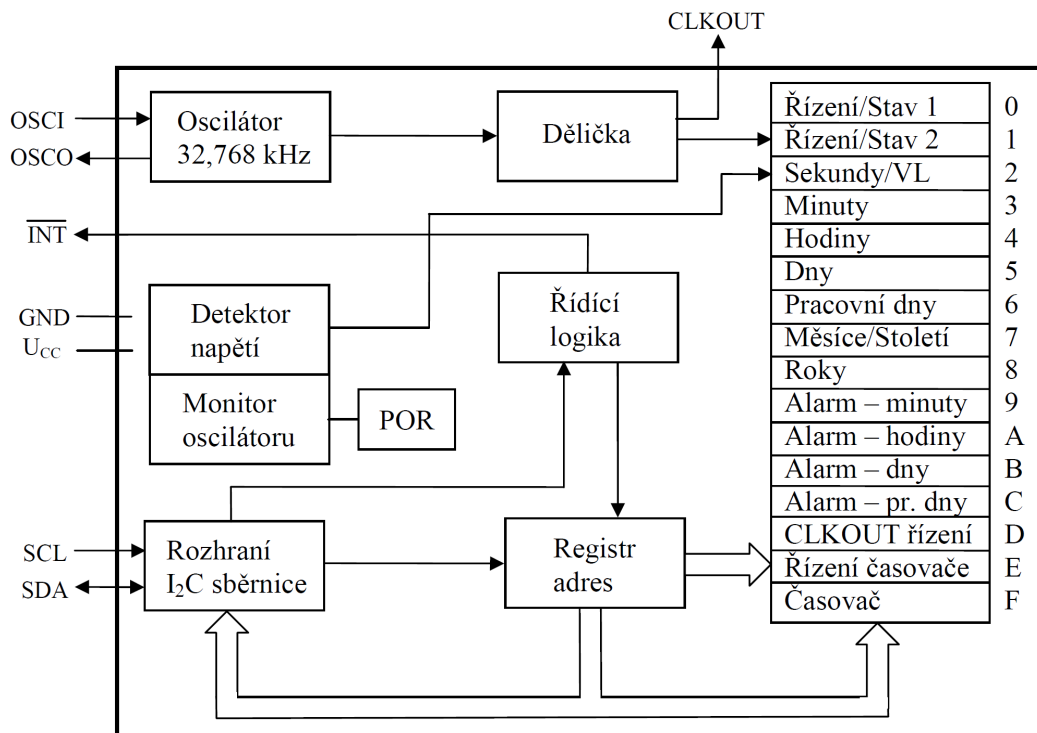 CLKOUT
OSCI
OSCO
Oscilátor
32,768 kHz
Dělička
INT
GND
UCC
Detektor
napětí
Monitor
oscilátoru
POR
Řídící
logika
SCL
SDA
Rozhraní
I2C sběrnice
Registr
adres
Řízení/Stav 1 0
Řízení/Stav 2 1
Sekundy/VL 2
Minuty 3
Hodiny 4
Dny 5
Pracovní dny 6
Měsíce/Století 7
Roky 8
Alarm – minuty 9
Alarm – hodiny A
Alarm – dny B
Alarm – pr. dny C
CLKOUT řízení D
Řízení časovače E
Časovač F